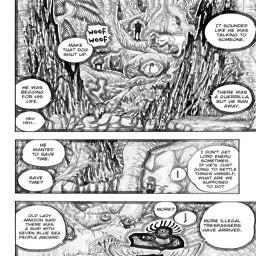 IT SOUNDED
LIKE HE WAS
TALKING TO
SOMEONE.
WOOF
WOOF
MAKE
THAT DOG
SHUT UP.
THERE WAS
A GUERRILLA,
BUT HE RAN
AWAY.
HE WAS
BEGGING FOR
HIS LIFE.
HEH
HEH...
I DON'T GET
LORD ENERU
SOMETIMES.
IF HE'S JUST
GOING TO SETTLE
THINGS HIMSELF,
WHAT ARE WE
SUPPOSED
TO DO?
HE
WANTED
TO SAVE
TIME.
SAVE
TIME?
MORE ILLEGAL
TRESPASSERS
HAVE ARRIVED.
MORE?
OLD LADY
AMAZON SAID
THERE WAS
A SHIP WITH
SEVEN BLUE SEA
PEOPLE ABOARD.